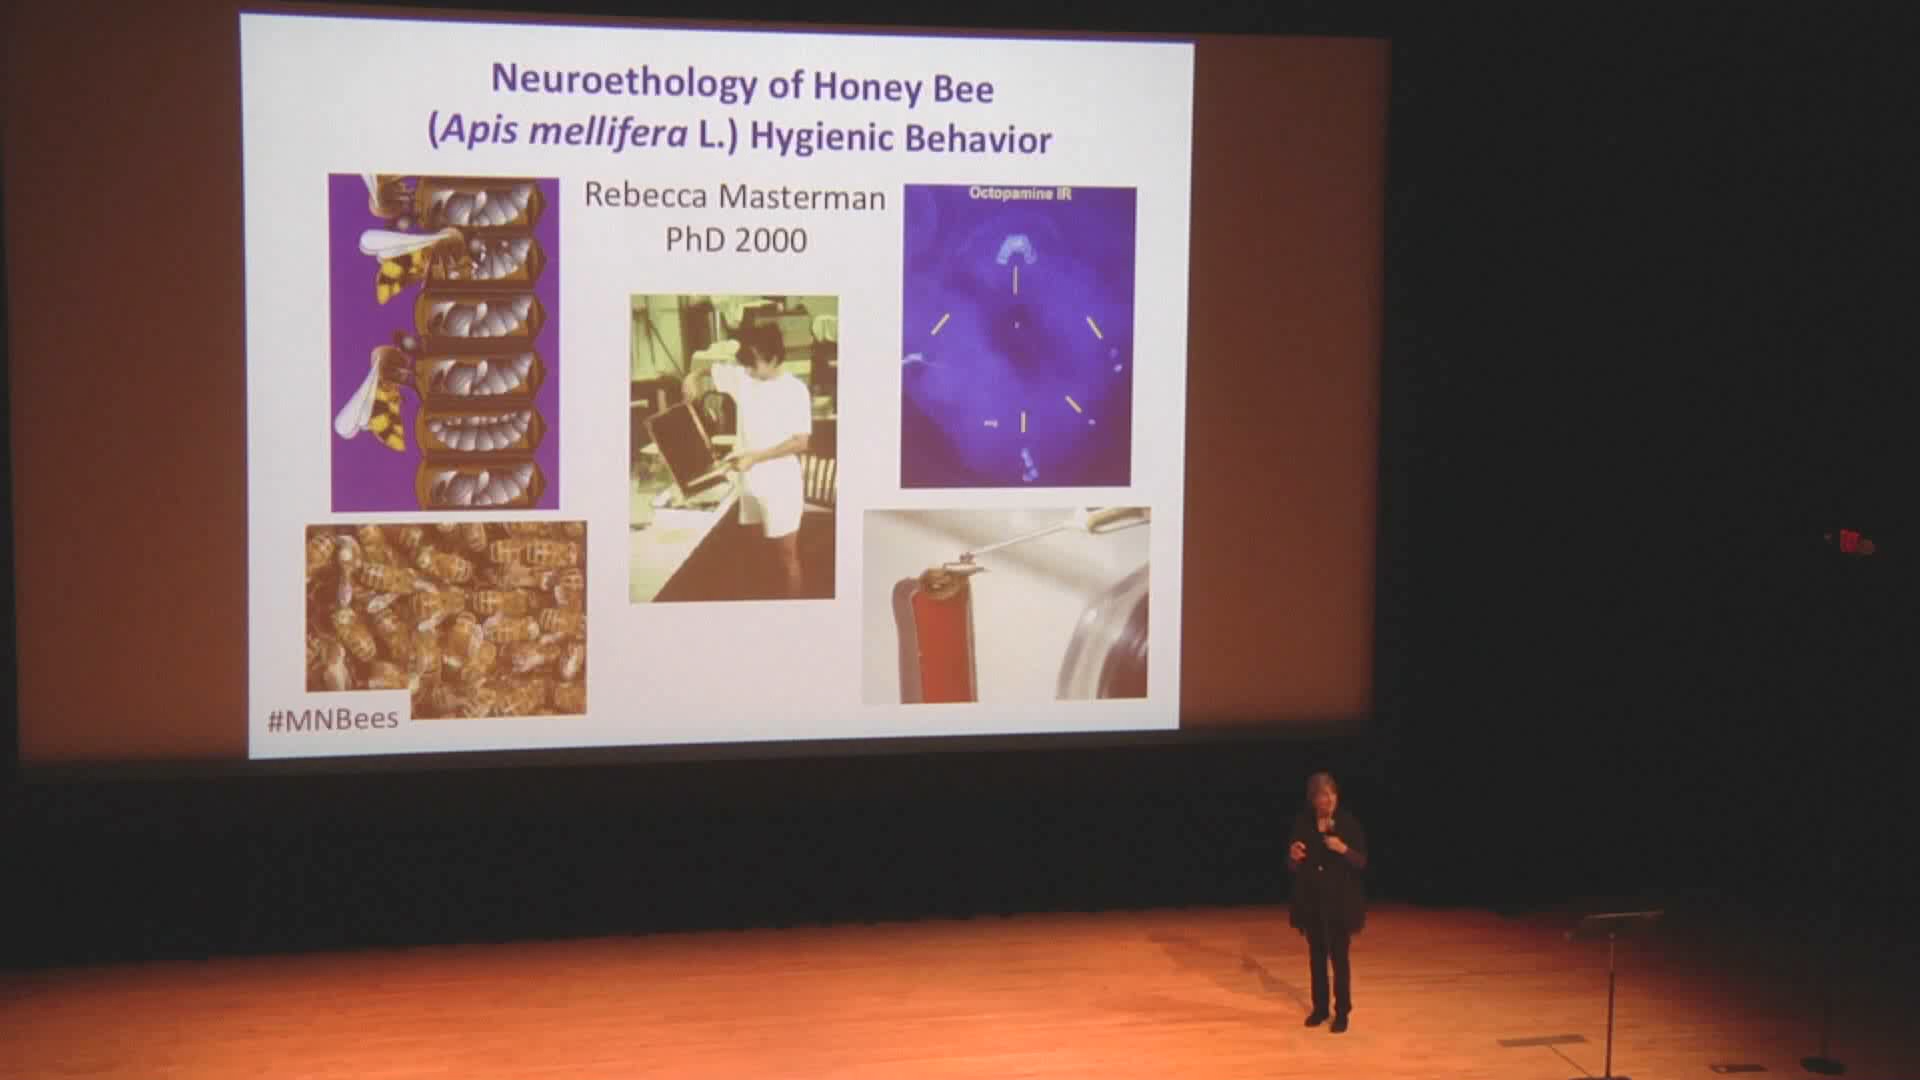 Neuroethology of Honey Bee
(Apis mellifera L.) Hygienic Behavior
Rebecca Masterman
PhD 2000
Octopamine IR
#MNBees